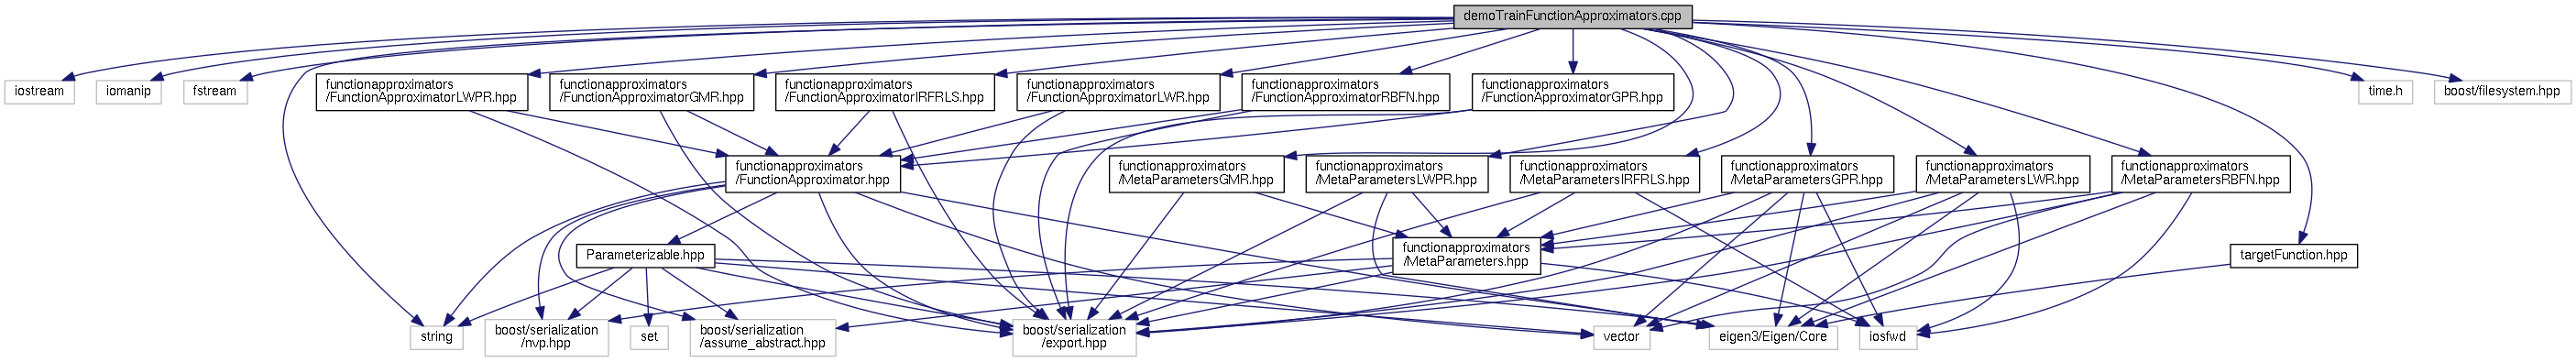 demoTrainFunctionApproximators.cpp
iostream
iomanip
fstream
functionapproximators
/FunctionApproximatorLWPR.hpp
functionapproximators
/FunctionApproximatorGMR.hpp
functionapproximators
/FunctionApproximatorIRFRLS.hpp
functionapproximators
/FunctionApproximatorLWR.hpp
functionapproximators
/FunctionApproximatorRBFN.hpp
functionapproximators
/FunctionApproximatorGPR.hpp
time.h
boost/filesystem.hpp
functionapproximators
/FunctionApproximator.hpp
functionapproximators
/MetaParametersGMR.hpp
functionapproximators
/MetaParametersLWPR.hpp
functionapproximators
/MetaParametersIRFRLS.hpp
functionapproximators
/MetaParametersGPR.hpp
functionapproximators
/MetaParametersLWR.hpp
functionapproximators
/MetaParametersRBFN.hpp
Parameterizable.hpp
functionapproximators
/MetaParameters.hpp
targetFunction.hpp
string
boost/serialization
/nvp.hpp
set
boost/serialization
/assume_abstract.hpp
boost/serialization
/export.hpp
vector
eigen3/Eigen/Core
iosfwd